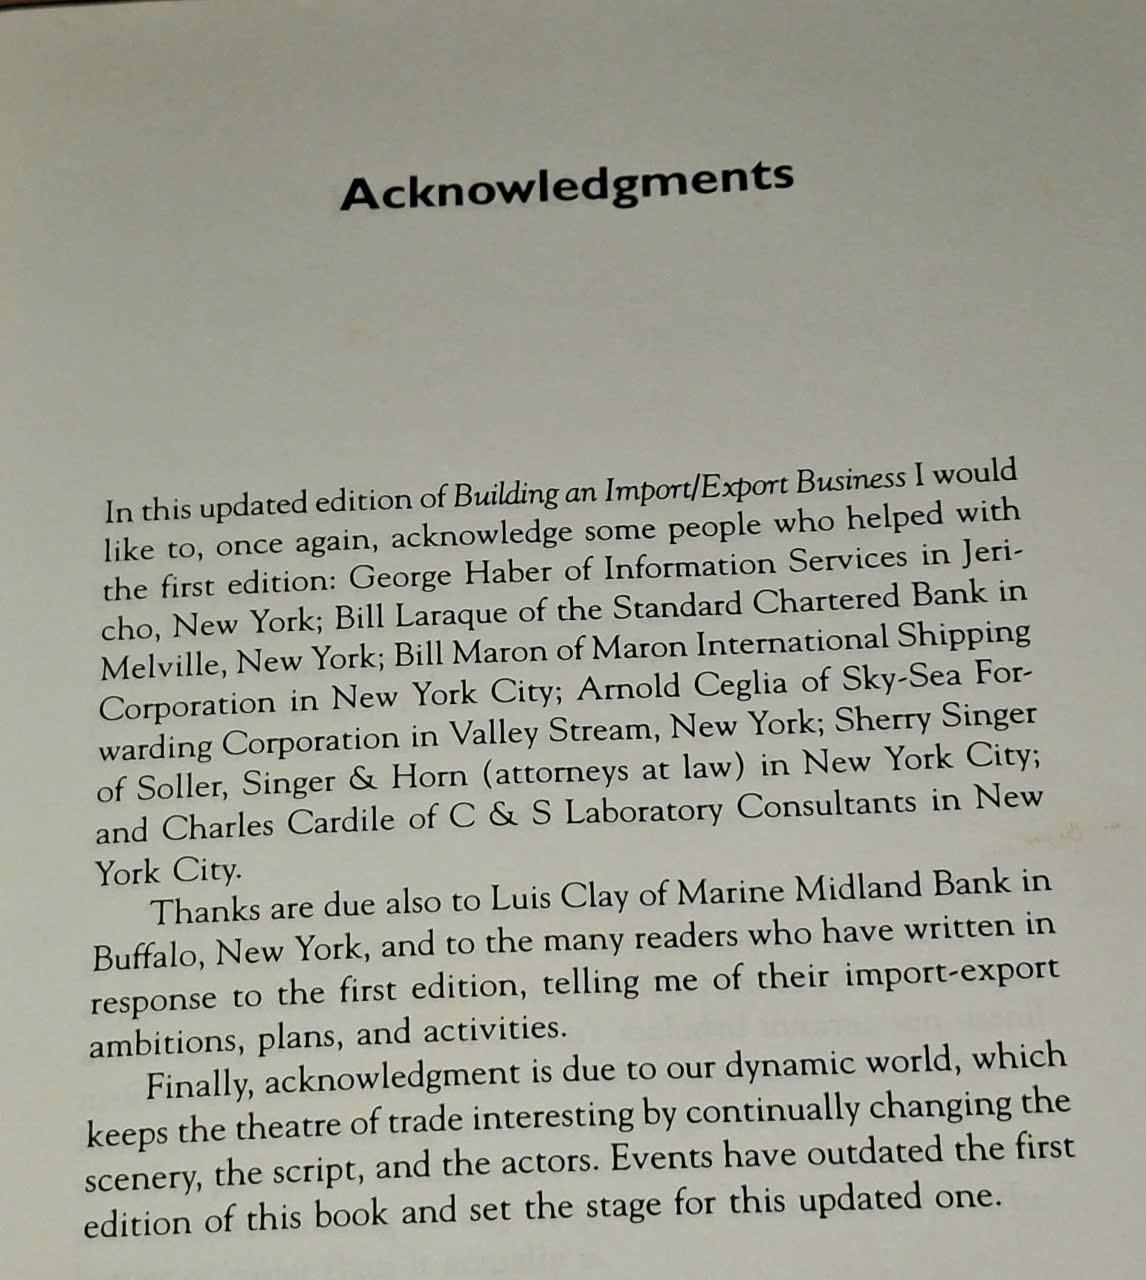 Acknowledgments
In this updated edition of Building an Import/Export Business I would
like to, once again, acknowledge some people who helped with
the first edition: George Haber of Information Services in Jeri-
cho, New York; Bill Laraque of the Standard Chartered Bank in
Melville, New York; Bill Maron of Maron International Shipping
Corporation in New York City; Arnold Ceglia of Sky-Sea For-
warding Corporation in Valley Stream, New York; Sherry Singer
of Soller, Singer & Horn (attorneys at law) in New York City;
and Charles Cardile of C & S Laboratory Consultants in New
York City.
Thanks are due also to Luis Clay of Marine Midland Bank in
Buffalo, New York, and to the many readers who have written in
response to the first edition, telling me of their import-export
ambitions, plans, and activities.
Finally, acknowledgment is due to our dynamic world, which
keeps the theatre of trade interesting by continually changing the
scenery, the script, and the actors. Events have outdated the first
edition of this book and set the stage for this updated one.